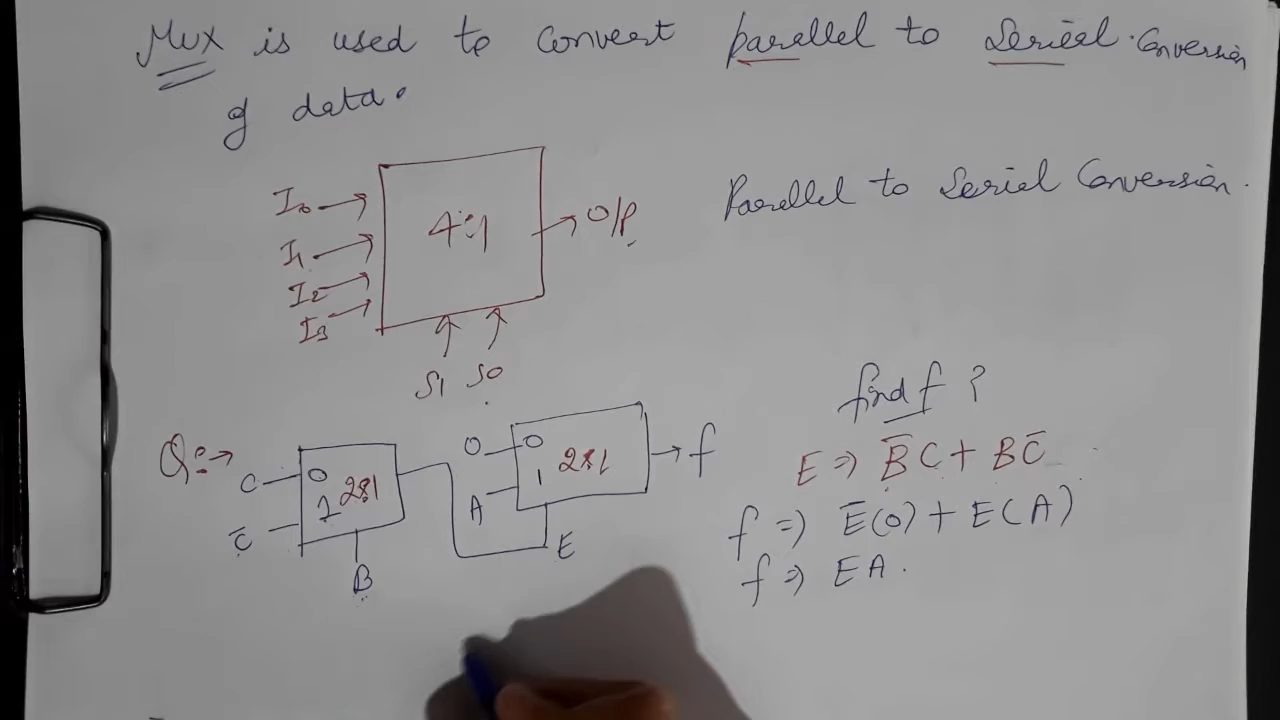 Mux is used to convert parallel to Serial Conversion
of data.
I0
I1
I2
I3
4:1
O/P
S1 S0
Parallel to Serial Conversion.
Q:→
C
C̅
0
1
2:1
B
0
A
0
1
2:1
E
→ f
find f ?
E ⇒ B̅C + BC̅
f ⇒ E̅(0) + E(A)
f ⇒ EA.